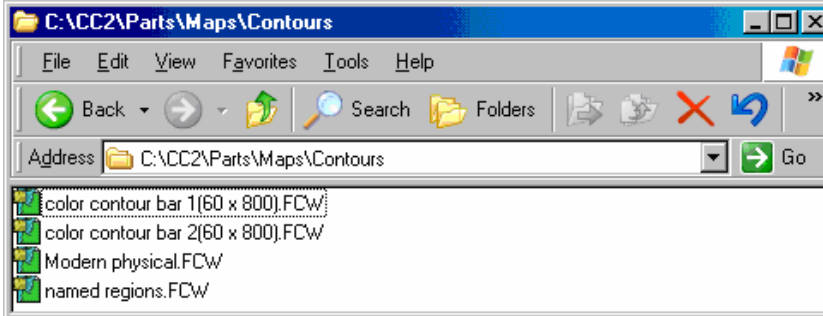 C:\CC2\Parts\Maps\Contours
File Edit View Favorites Tools Help
Back Search Folders »
Address C:\CC2\Parts\Maps\Contours Go
color contour bar 1(60 x 800).FCW
color contour bar 2(60 x 800).FCW
Modern physical.FCW
named regions.FCW